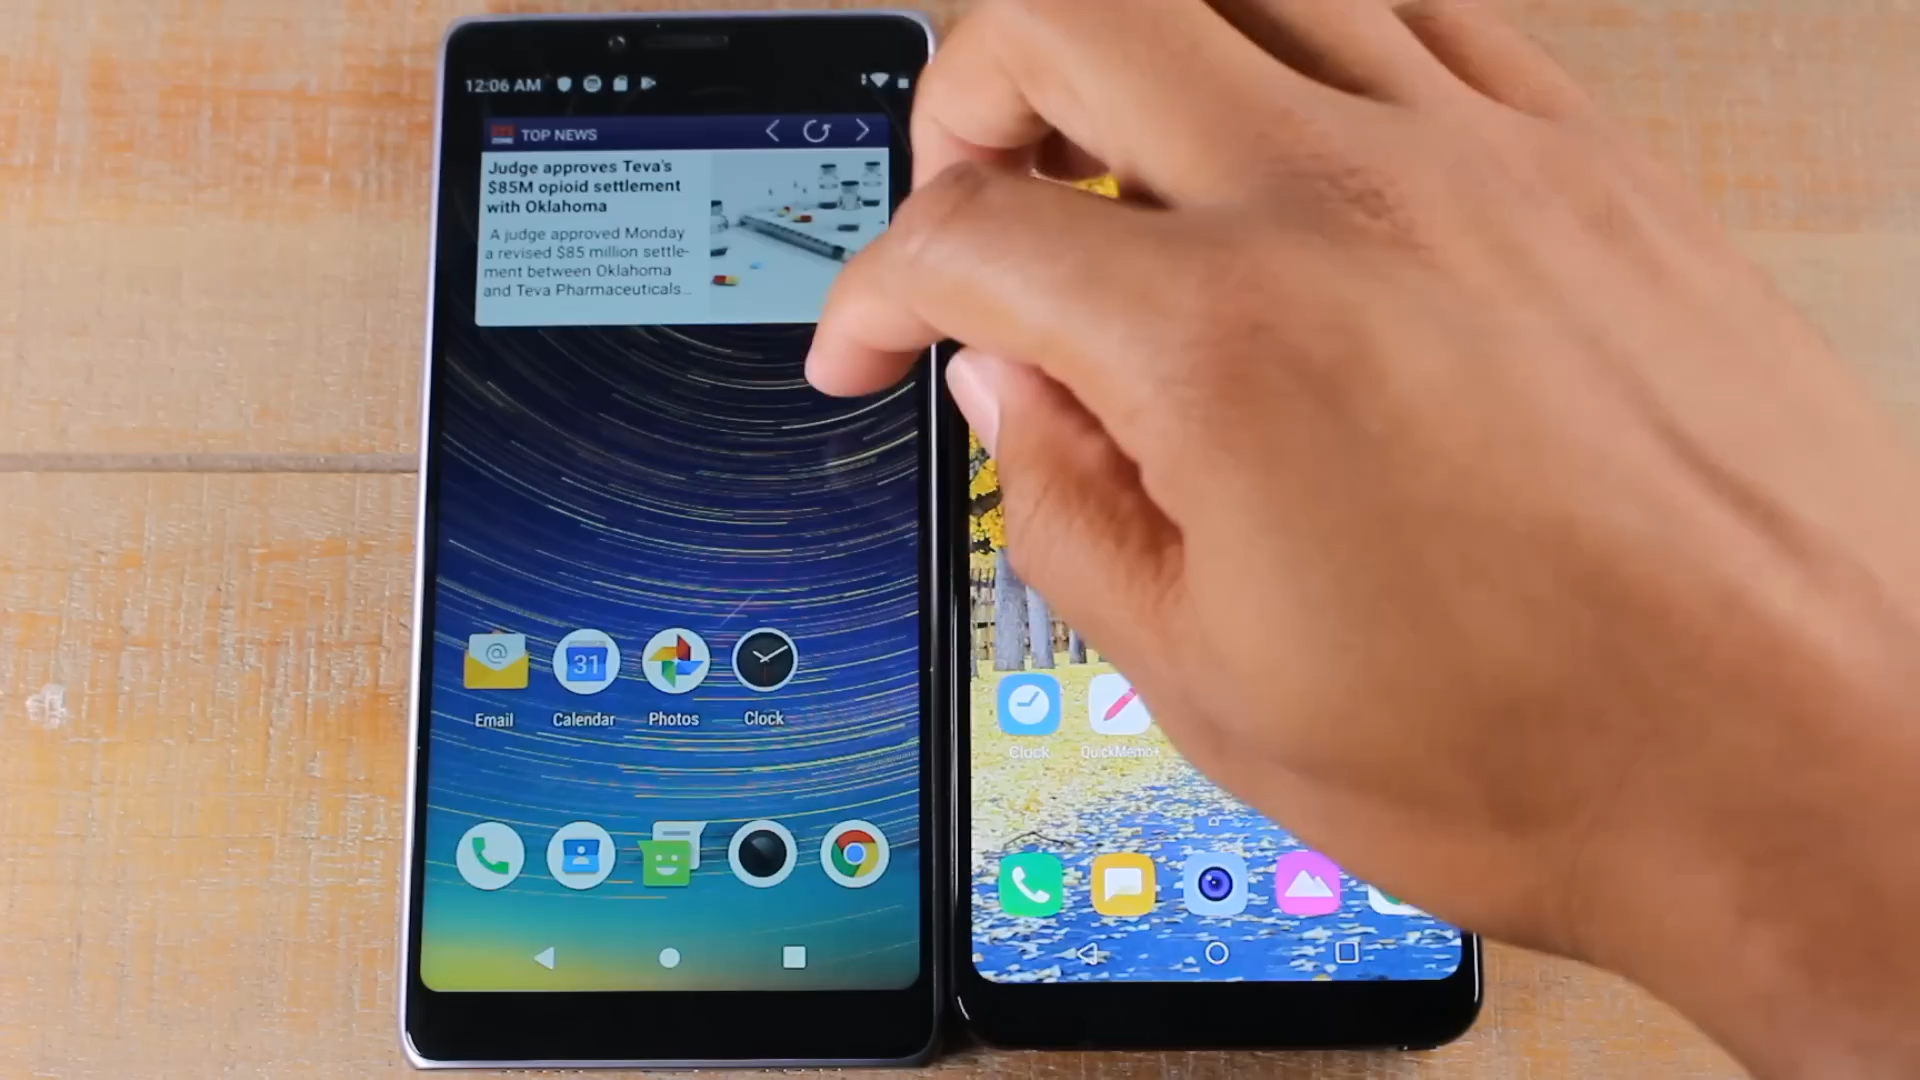 12:06 AM
TOP NEWS
Judge approves Teva's
$85M opioid settlement
with Oklahoma
A judge approved Monday
a revised $85 million settle-
ment between Oklahoma
and Teva Pharmaceuticals...
@
31
Email
Calendar
Photos
Clock
Clock
QuickMemo+